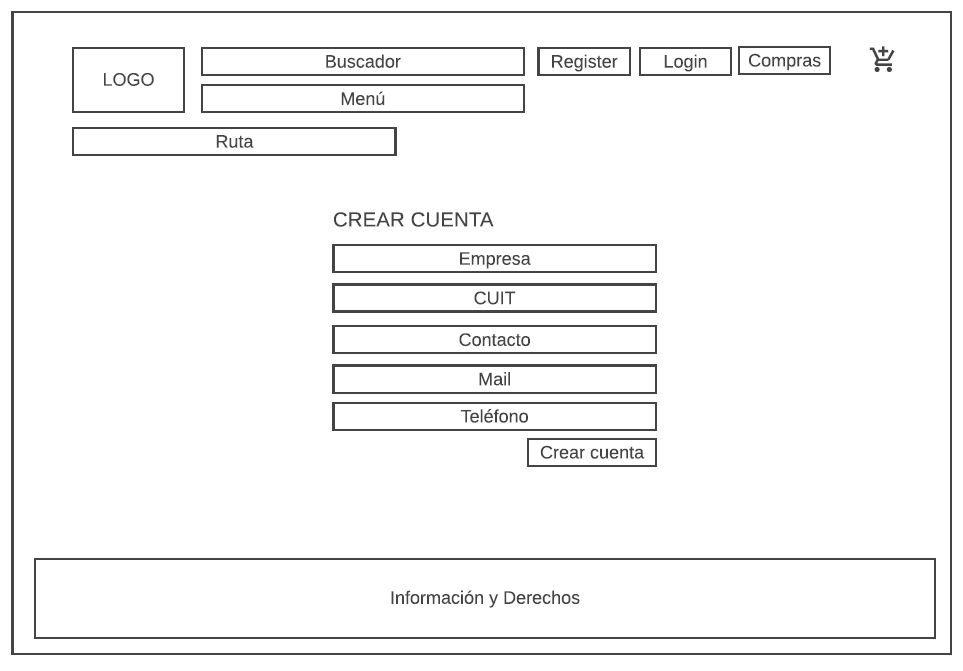 LOGO
Buscador
Register
Login
Compras
Menú
Ruta
CREAR CUENTA
Empresa
CUIT
Contacto
Mail
Teléfono
Crear cuenta
Información y Derechos